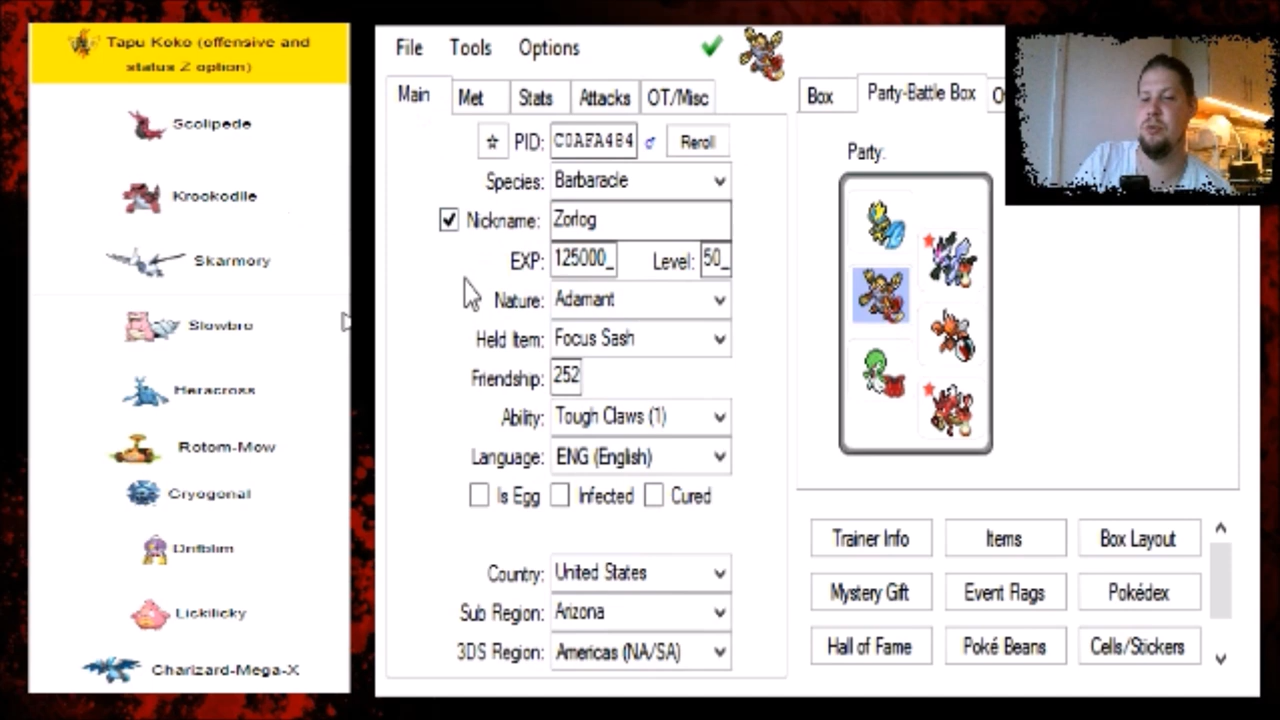 Tapu Koko (offensive and
status Z option)
Scolipede
Krookodile
Skarmory
Slowbro
Heracross
Rotom-Mow
Cryogonal
Drifblim
Lickilicky
Charizard-Mega-X
File Tools Options
Main Met Stats Attacks OT/Misc
PID: C0AFA484 ♂ Reroll
Species: Barbaracle
Nickname: Zorlog
EXP: 125000_ Level: 50_
Nature: Adamant
Held Item: Focus Sash
Friendship: 252
Ability: Tough Claws (1)
Language: ENG (English)
Is Egg Infected Cured
Country: United States
Sub Region: Arizona
3DS Region: Americas (NA/SA)
Box Party-Battle Box
Party:
Trainer Info Items Box Layout
Mystery Gift Event Flags Pokédex
Hall of Fame Poké Beans Cells/Stickers